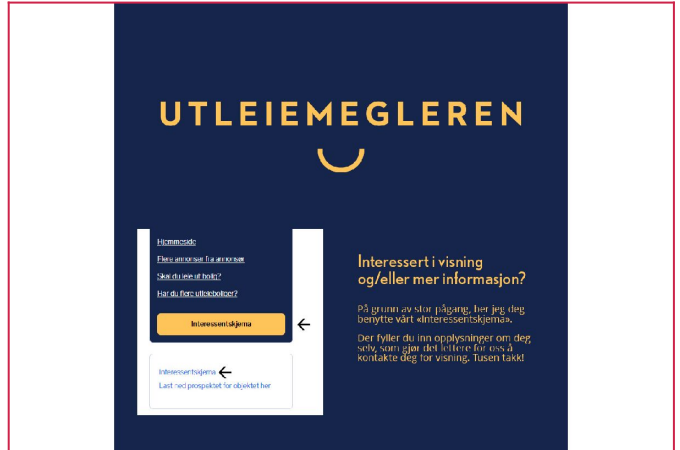 UTLEIEMEGLEREN
Hjemmeside
Flere annonser fra annonsør
Skal du leie ut bolig?
Har du flere utleieboliger?
Interessentskjema
Interessentskjema
Last ned prospektet for objektet her
Interessert i visning
og/eller mer informasjon?
På grunn av stor pågang, ber jeg deg
benytte vårt «Interessentskjema».
Der fyller du inn opplysninger om deg
selv, som gjør det lettere for oss å
kontakte deg for visning. Tusen takk!